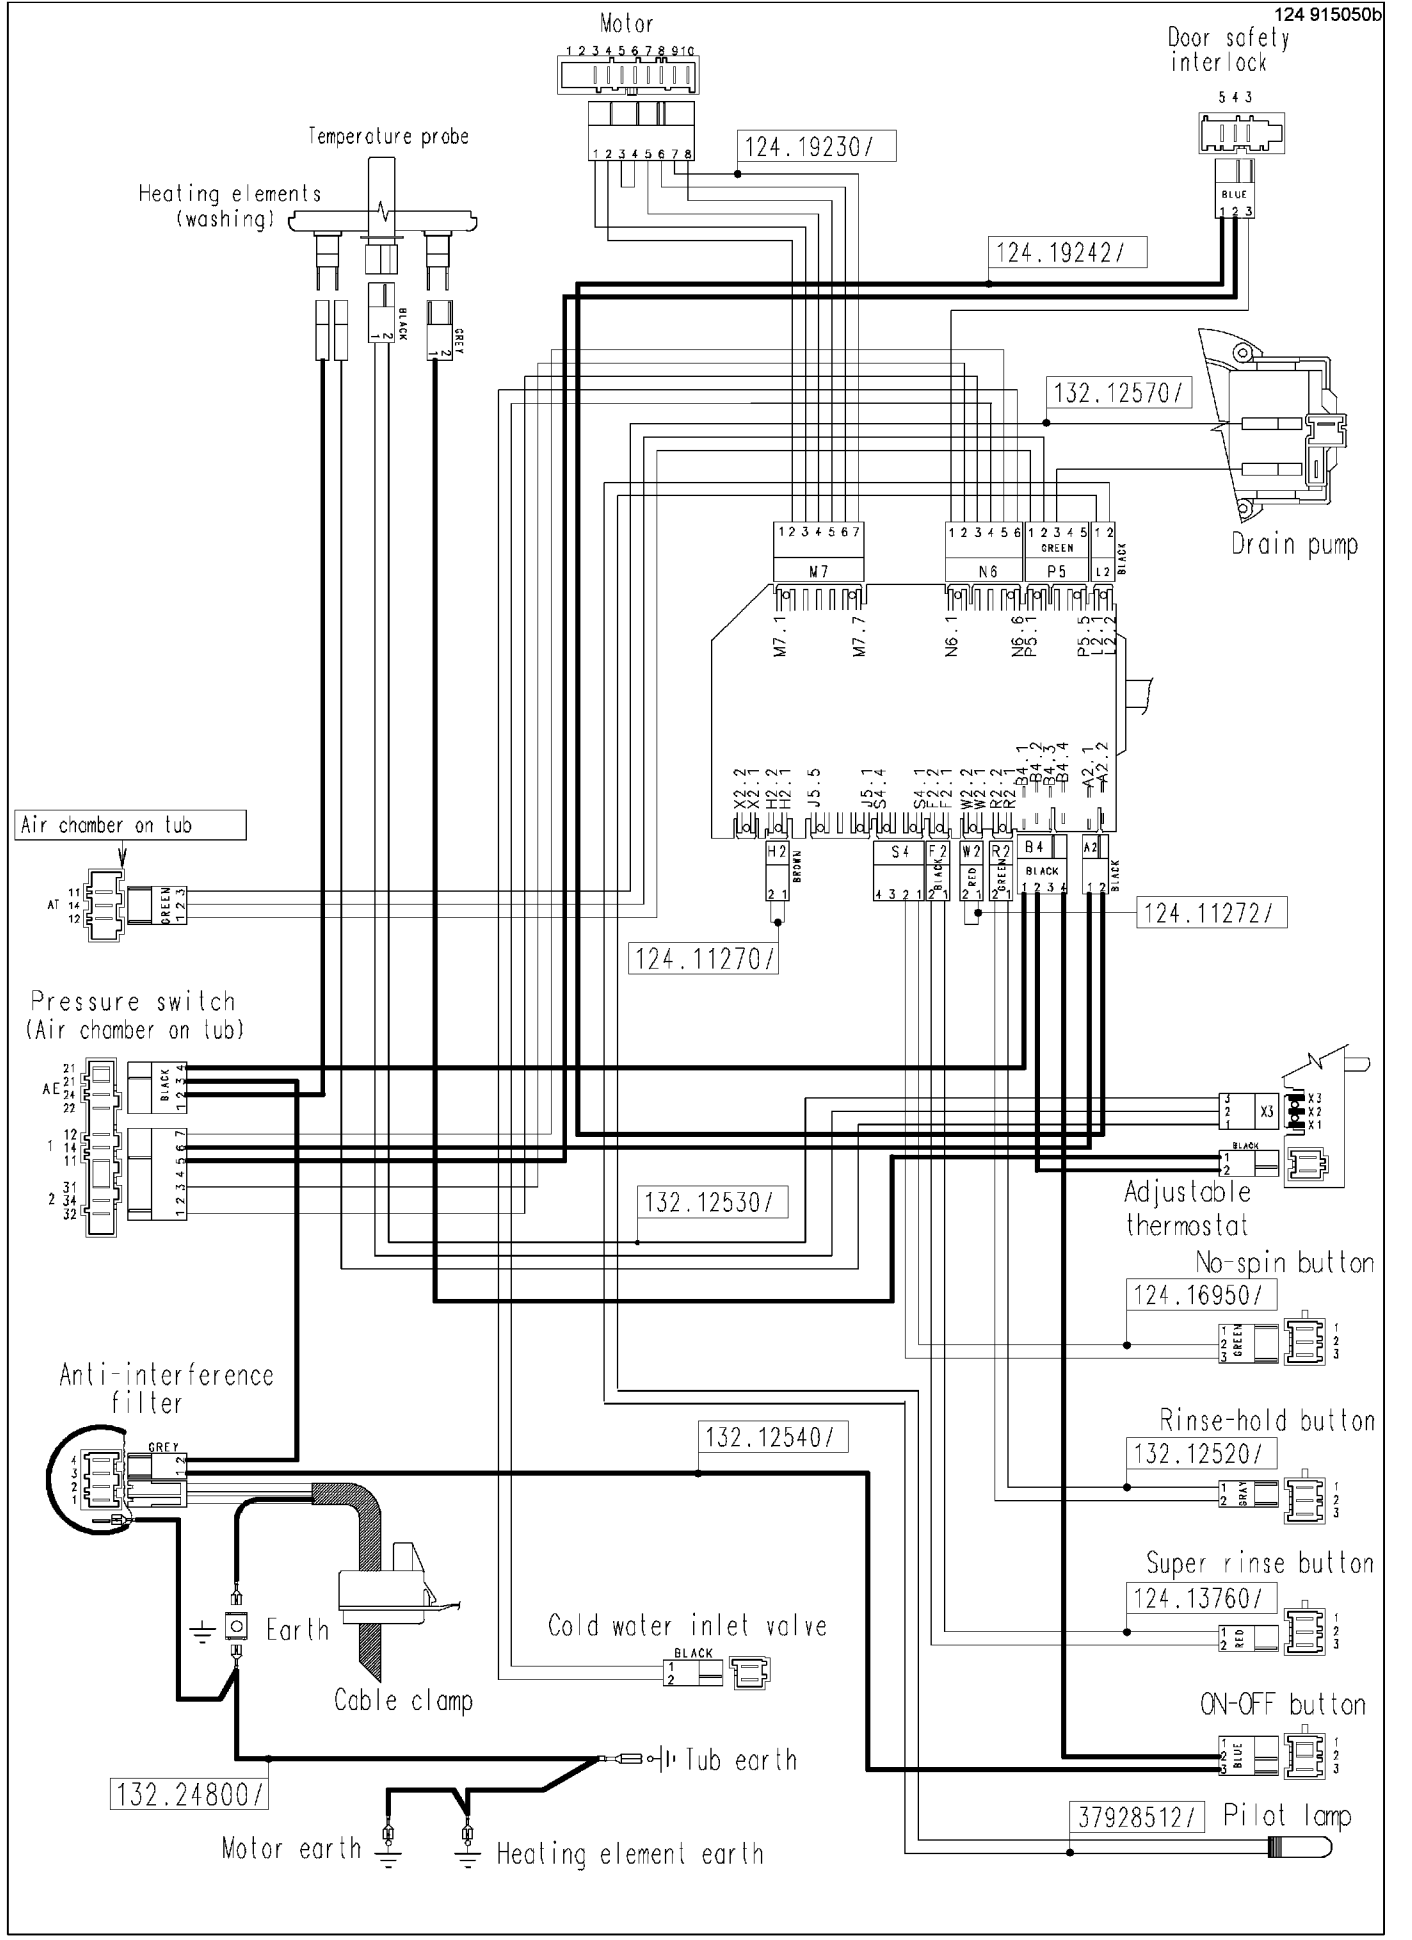 124 915050b
Motor
1 2 3 4 5 6 7 8 9 10
1 2 3 4 5 6 7 8
124.19230/
Door safety
interlock
5 4 3
BLUE
1 2 3
124.19242/
Temperature probe
Heating elements
(washing)
1 2
BLACK
1 2
GREY
132.12570/
Drain pump
1 2 3 4 5 6 7
M7
1 2 3 4 5 6
N6
1 2 3 4 5
GREEN
P5
1 2
L2
BLACK
M7.1
M7.7
N6.1
N6.6
P5.1
P5.5
L2.1
L2.2
X2.2
X2.1
H2.2
H2.1
J5.5
J5.1
S4.4
S4.1
F2.2
F2.1
W2.2
W2.1
R2.2
R2.1
B4.1
B4.2
B4.3
B4.4
A2.1
A2.2
H2
2 1
BROWN
S4
4 3 2 1
F2
BLACK
2 1
W2
RED
2 1
R2
GREEN
2 1
B4
BLACK
1 2 3 4
A2
1 2
BLACK
124.11270/
124.11272/
Air chamber on tub
AT
11
14
12
GREEN
1 2 3
Pressure switch
(Air chamber on tub)
AE
21
21
24
22
BLACK
1 2 3 4
1
12
14
11
2
31
34
32
1 2 3 4 5 6 7
3
2
1
X3
X3
X2
X1
BLACK
1
2
Adjustable
thermostat
132.12530/
No-spin button
124.16950/
1
2
3
GREEN
1
2
3
Anti-interference
filter
GREY
4
3
2
1
1 2
132.12540/
Rinse-hold button
132.12520/
1
2
GRAY
1
2
3
Super rinse button
124.13760/
1
2
RED
1
2
3
Earth
Cable clamp
Cold water inlet valve
BLACK
1
2
ON-OFF button
1
2
3
BLUE
1
2
3
Tub earth
132.24800/
Motor earth
Heating element earth
37928512/
Pilot lamp